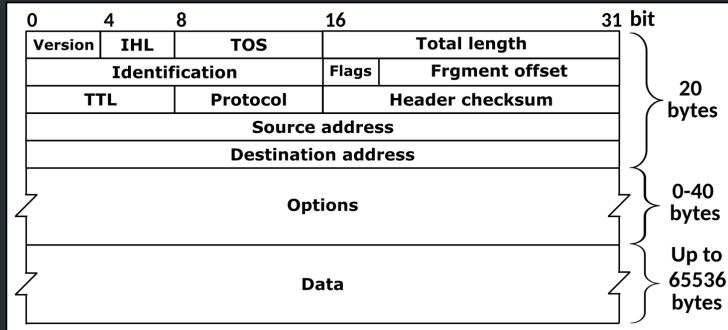 0 4 8 16 31 bit
Version IHL TOS Total length
Identification Flags Frgment offset
TTL Protocol Header checksum
20
bytes
Source address
Destination address
Options
0-40
bytes
Data
Up to
65536
bytes